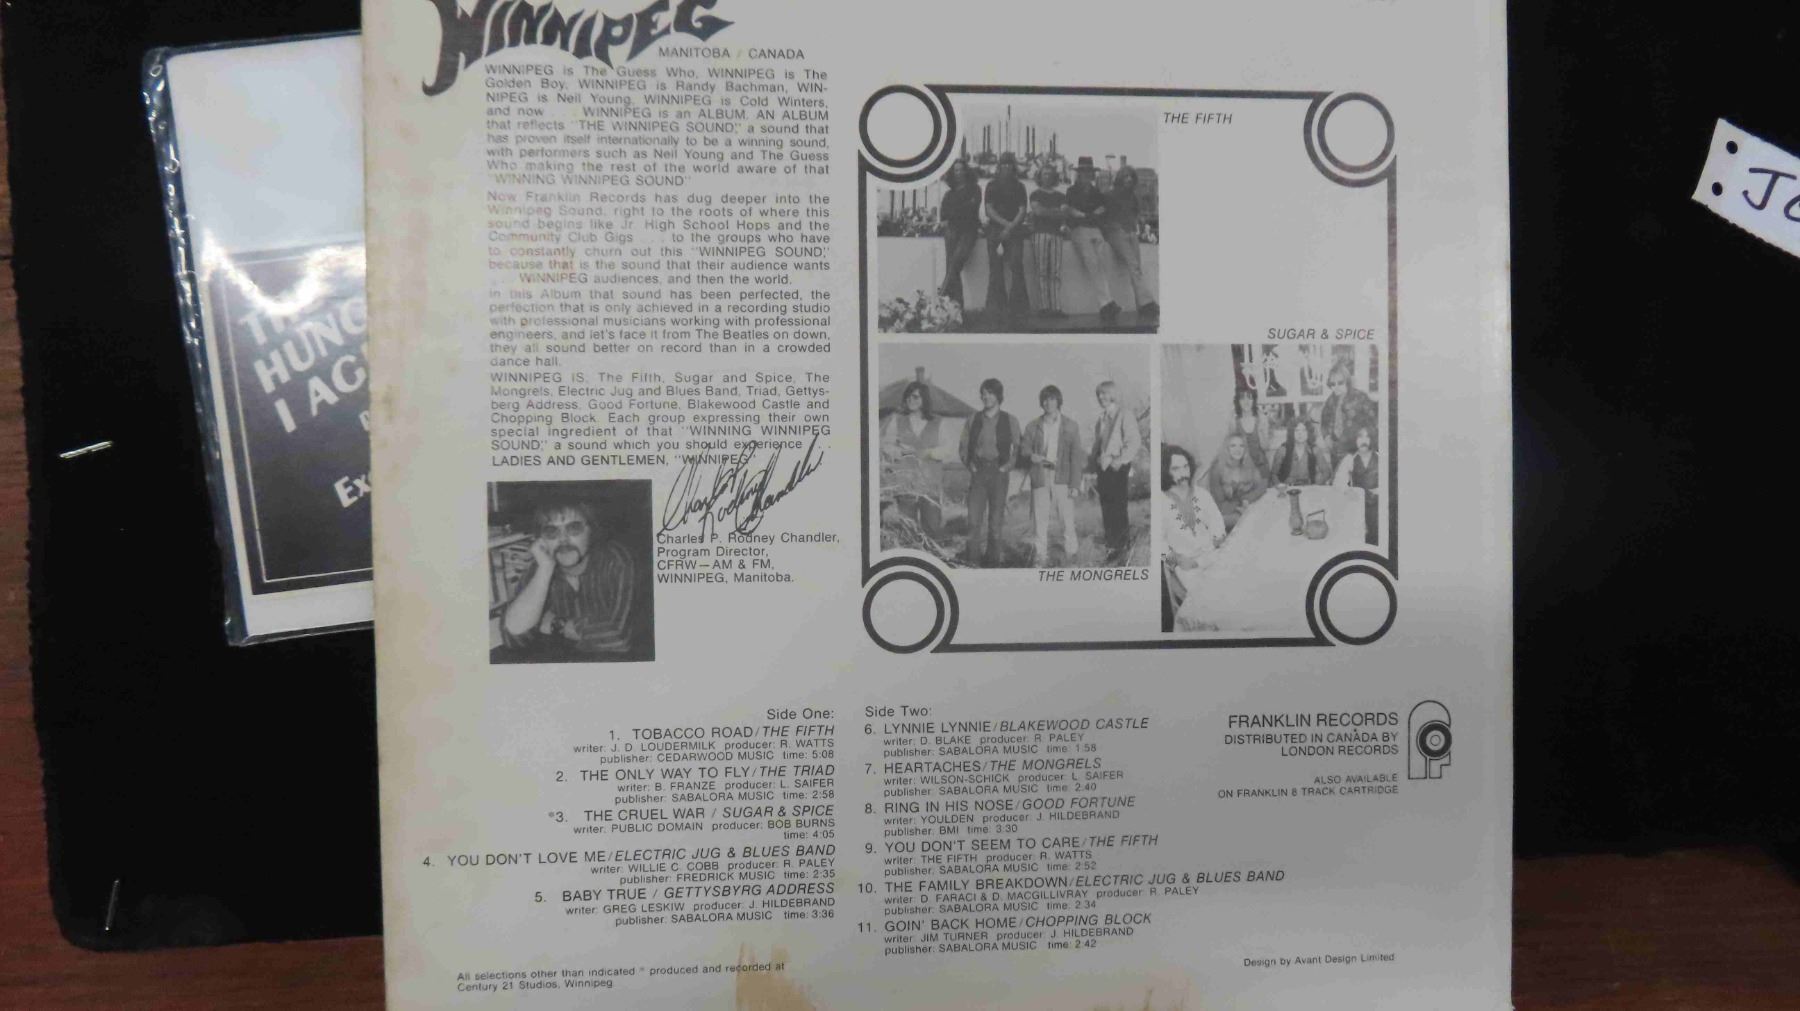 WINNIPEG
MANITOBA / CANADA
WINNIPEG is The Guess Who, WINNIPEG is The
Golden Boy, WINNIPEG is Randy Bachman, WIN-
NIPEG is Neil Young, WINNIPEG is Cold Winters,
and now . . . WINNIPEG is an ALBUM. AN ALBUM
that reflects "THE WINNIPEG SOUND," a sound that
has proven itself internationally to be a winning sound,
with performers such as Neil Young and The Guess
Who making the rest of the world aware of that
"WINNING WINNIPEG SOUND"
Now Franklin Records has dug deeper into the
Winnipeg Sound, right to the roots of where this
sound begins like Jr. High School Hops and the
Community Club Gigs . . . to the groups who have
to constantly churn out this "WINNIPEG SOUND,"
because that is the sound that their audience wants
. . . WINNIPEG audiences, and then the world.
In this Album that sound has been perfected, the
perfection that is only achieved in a recording studio
with professional musicians working with professional
engineers, and let's face it from The Beatles on down,
they all sound better on record than in a crowded
dance hall.
WINNIPEG IS, The Fifth, Sugar and Spice, The
Mongrels, Electric Jug and Blues Band, Triad, Gettys-
berg Address, Good Fortune, Blakewood Castle and
Chopping Block. Each group expressing their own
special ingredient of that "WINNING WINNIPEG
SOUND," a sound which you should experience . . .
LADIES AND GENTLEMEN, "WINNIPEG"
Charles P. Rodney Chandler,
Program Director,
CFRW—AM & FM,
WINNIPEG, Manitoba.
THE FIFTH
SUGAR & SPICE
THE MONGRELS
Side One:
1. TOBACCO ROAD/THE FIFTH
writer: J. D. LOUDERMILK producer: R. WATTS
publisher: CEDARWOOD MUSIC time: 5:08
2. THE ONLY WAY TO FLY/THE TRIAD
writer: B. FRANZE producer: L. SAIFER
publisher: SABALORA MUSIC time: 2:58
*3. THE CRUEL WAR / SUGAR & SPICE
writer: PUBLIC DOMAIN producer: BOB BURNS
time: 4:05
4. YOU DON'T LOVE ME/ELECTRIC JUG & BLUES BAND
writer: WILLIE C. COBB producer: R. PALEY
publisher: FREDRICK MUSIC time: 2:35
5. BABY TRUE / GETTYSBYRG ADDRESS
writer: GREG LESKIW producer: J. HILDEBRAND
publisher: SABALORA MUSIC time: 3:36
Side Two:
6. LYNNIE LYNNIE/BLAKEWOOD CASTLE
writer: D. BLAKE producer: R. PALEY
publisher: SABALORA MUSIC time: 1:58
7. HEARTACHES/THE MONGRELS
writer: WILSON-SCHICK producer: L. SAIFER
publisher: SABALORA MUSIC time: 2:40
8. RING IN HIS NOSE/GOOD FORTUNE
writer: YOULDEN producer: J. HILDEBRAND
publisher: BMI time: 3:30
9. YOU DON'T SEEM TO CARE/THE FIFTH
writer: THE FIFTH producer: R. WATTS
publisher: SABALORA MUSIC time: 2:52
10. THE FAMILY BREAKDOWN/ELECTRIC JUG & BLUES BAND
writer: D. FARACI & D. MACGILLIVRAY producer: R. PALEY
publisher: SABALORA MUSIC time: 2:34
11. GOIN' BACK HOME/CHOPPING BLOCK
writer: JIM TURNER producer: J. HILDEBRAND
publisher: SABALORA MUSIC time: 2:42
FRANKLIN RECORDS
DISTRIBUTED IN CANADA BY
LONDON RECORDS
ALSO AVAILABLE
ON FRANKLIN 8 TRACK CARTRIDGE
All selections other than indicated * produced and recorded at
Century 21 Studios, Winnipeg
Design by Avant Design Limited
HUNG
I AG
Ex
JO